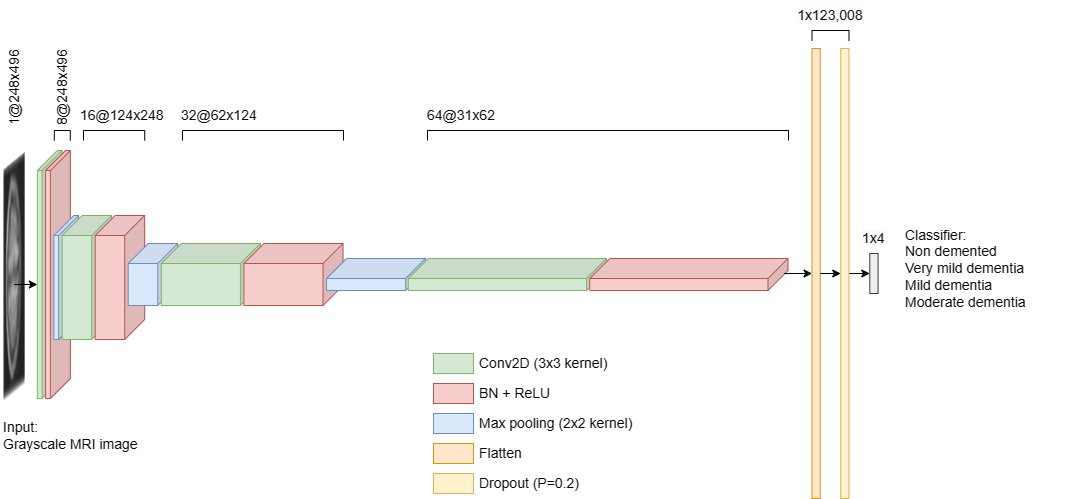 1x123,008
1@248x496
8@248x496
16@124x248
32@62x124
64@31x62
1x4
Classifier:
Non demented
Very mild dementia
Mild dementia
Moderate dementia
Conv2D (3x3 kernel)
BN + ReLU
Max pooling (2x2 kernel)
Flatten
Dropout (P=0.2)
Input:
Grayscale MRI image